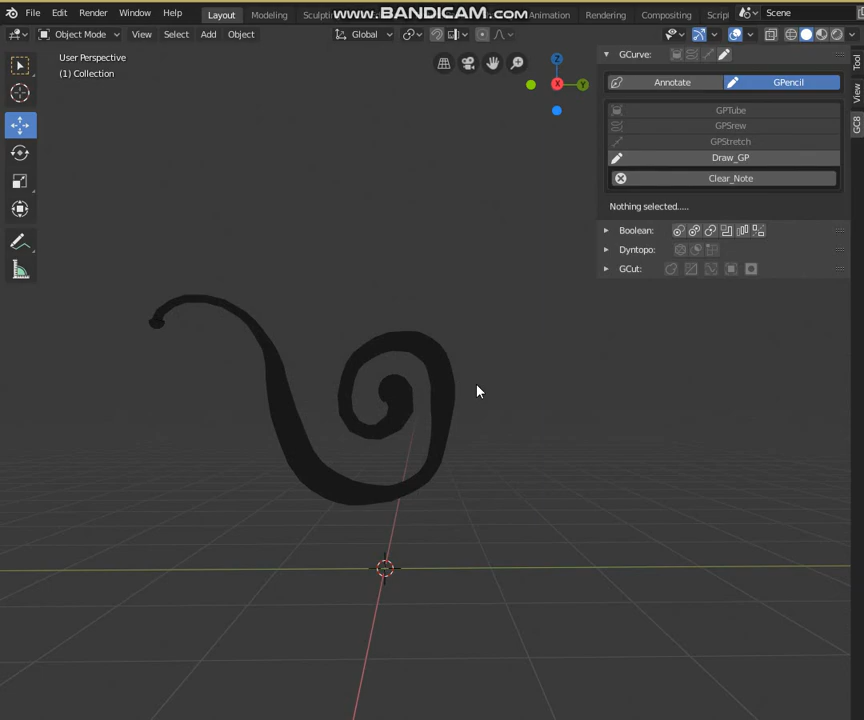 File Edit Render Window Help Layout Modeling Sculpti www.BANDICAM.com Animation Rendering Compositing Script Scene
Object Mode View Select Add Object Global
User Perspective
(1) Collection
Z
X
Y
GCurve:
Annotate GPencil
GPTube
GPSrew
GPStretch
Draw_GP
Clear_Note
Nothing selected.....
Boolean:
Dyntopo:
GCut:
Tool
View
GCB